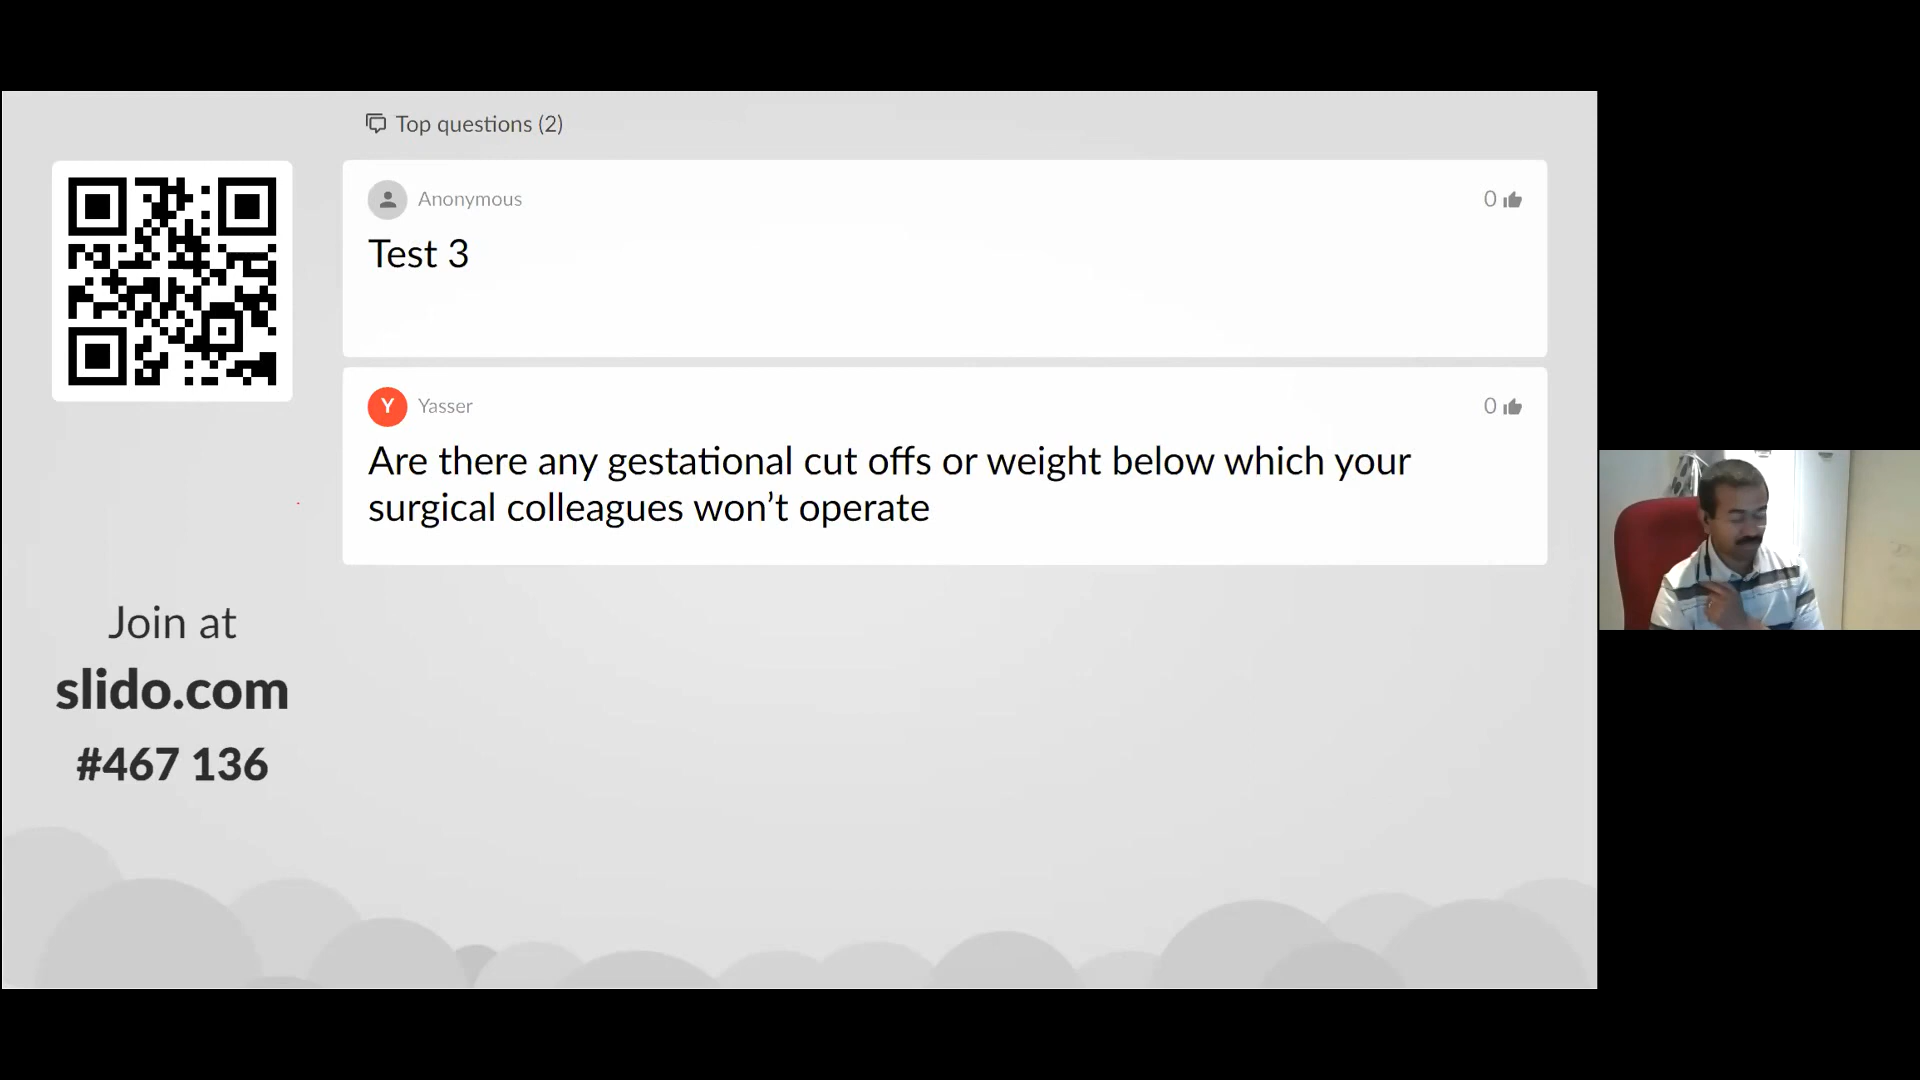 Top questions (2)
Anonymous
0
Test 3
Y
Yasser
0
Are there any gestational cut offs or weight below which your
surgical colleagues won’t operate
Join at
slido.com
#467 136